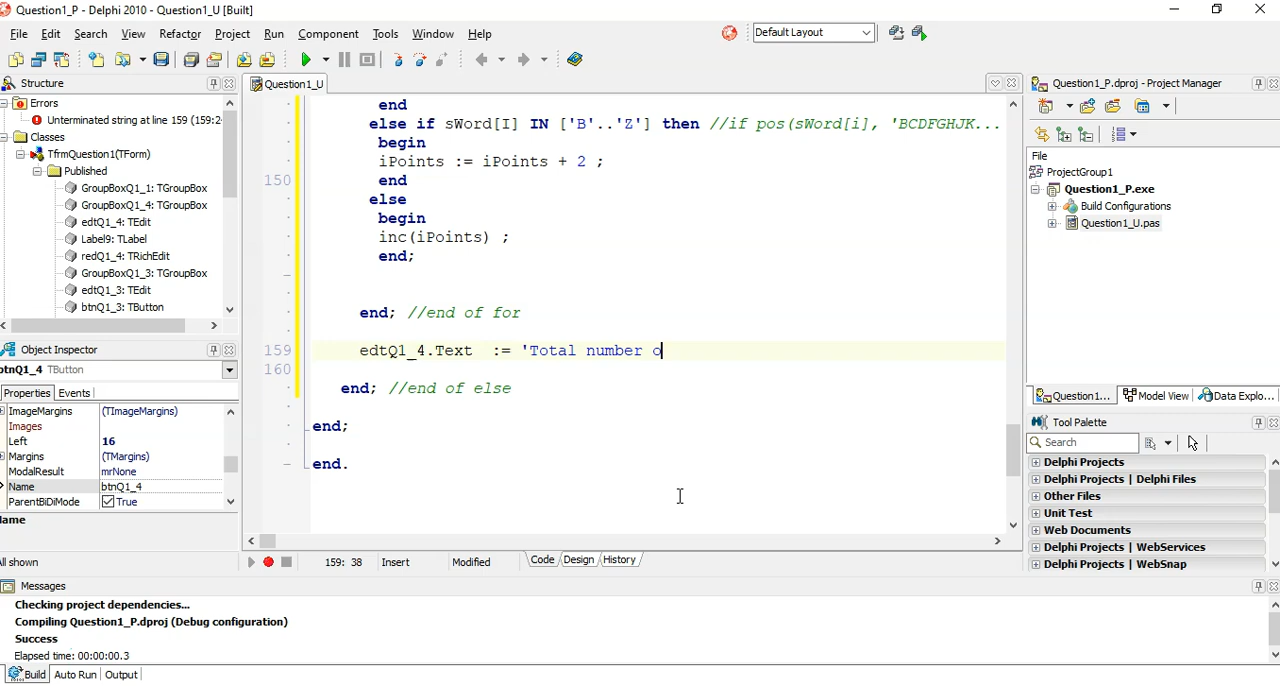 Question1_P - Delphi 2010 - Question1_U [Built]
File Edit Search View Refactor Project Run Component Tools Window Help
Default Layout
Structure
Question1_U
Question1_P.dproj - Project Manager
Errors
Unterminated string at line 159 (159:2
Classes
TfrmQuestion1(TForm)
Published
GroupBoxQ1_1: TGroupBox
GroupBoxQ1_4: TGroupBox
edtQ1_4: TEdit
Label9: TLabel
redQ1_4: TRichEdit
GroupBoxQ1_3: TGroupBox
edtQ1_3: TEdit
btnQ1_3: TButton
end
else if sWord[I] IN ['B'..'Z'] then //if pos(sWord[i], 'BCDFGHJK...
begin
iPoints := iPoints + 2 ;
150 end
else
begin
inc(iPoints) ;
end;
end; //end of for
159 edtQ1_4.Text := 'Total number o
160
end; //end of else
end;
end.
File
ProjectGroup1
Question1_P.exe
Build Configurations
Question1_U.pas
Question1... Model View Data Explo...
Object Inspector
btnQ1_4 TButton
Properties Events
ImageMargins (TImageMargins)
Images
Left 16
Margins (TMargins)
ModalResult mrNone
Name btnQ1_4
ParentBiDiMode True
Name
All shown
Tool Palette
Search
Delphi Projects
Delphi Projects | Delphi Files
Other Files
Unit Test
Web Documents
Delphi Projects | WebServices
Delphi Projects | WebSnap
159: 38 Insert Modified Code Design History
Messages
Checking project dependencies...
Compiling Question1_P.dproj (Debug configuration)
Success
Elapsed time: 00:00:00.3
Build Auto Run Output